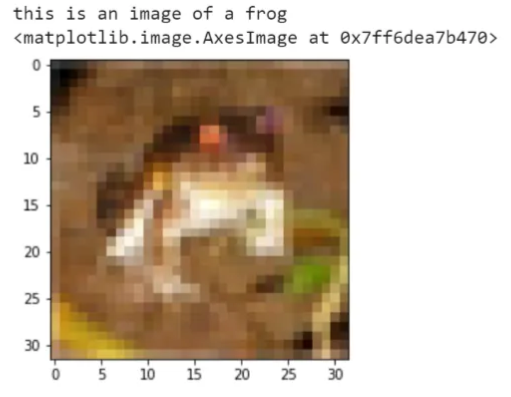 this is an image of a frog
<matplotlib.image.AxesImage at 0x7ff6dea7b470>
0
5
10
15
20
25
30
0 5 10 15 20 25 30